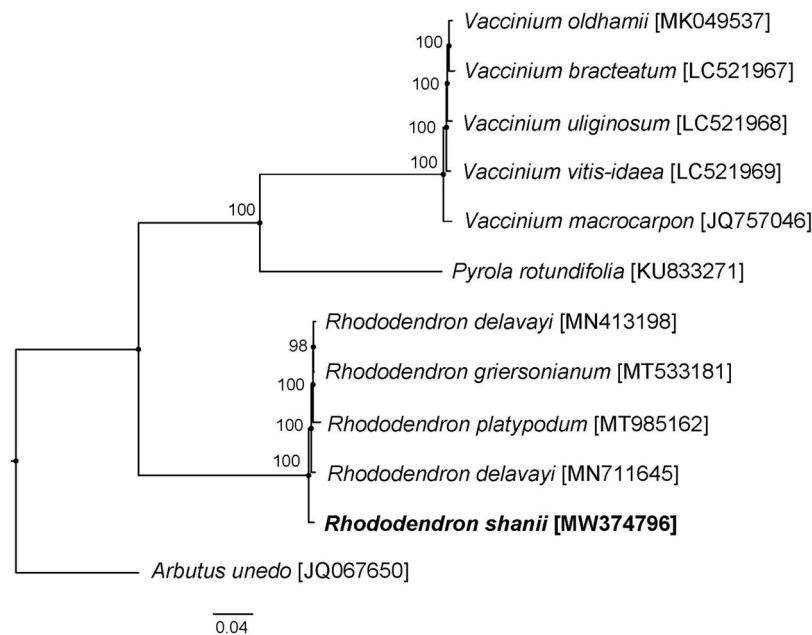 Vaccinium oldhamii [MK049537]
100
Vaccinium bracteatum [LC521967]
100
Vaccinium uliginosum [LC521968]
100
Vaccinium vitis-idaea [LC521969]
100
Vaccinium macrocarpon [JQ757046]
100
Pyrola rotundifolia [KU833271]
Rhododendron delavayi [MN413198]
98
Rhododendron griersonianum [MT533181]
100
Rhododendron platypodum [MT985162]
100
Rhododendron delavayi [MN711645]
100
Rhododendron shanii [MW374796]
Arbutus unedo [JQ067650]
0.04